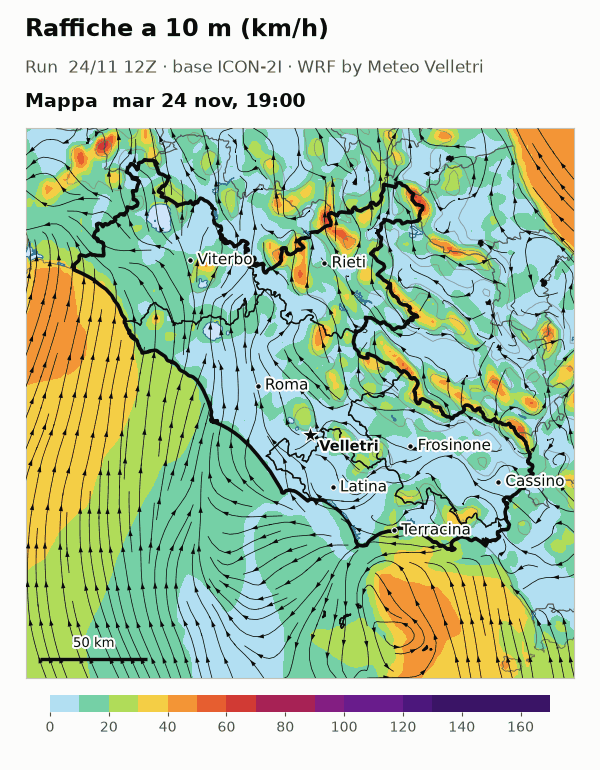 Raffiche a 10 m (km/h)
Run  24/11 12Z · base ICON-2I · WRF by Meteo Velletri
Mappa  mar 24 nov, 19:00
Viterbo
Rieti
Roma
Velletri
Frosinone
Latina
Cassino
Terracina
50 km
0 20 40 60 80 100 120 140 160